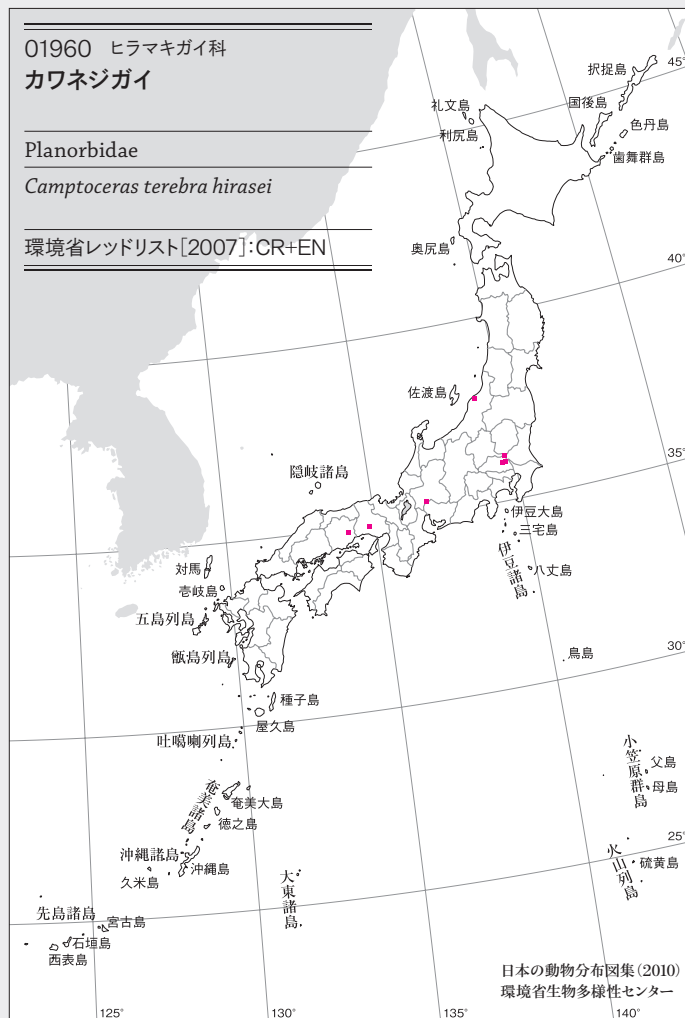 01960 ヒラマキガイ科
カワネジガイ
Planorbidae
Camptoceras terebra hirasei
環境省レッドリスト[2007]:CR+EN
択捉島
45°
国後島
礼文島
色丹島
利尻島
歯舞群島
奥尻島
40°
佐渡島
35°
隠岐諸島
伊豆大島
三宅島
伊豆諸島
八丈島
対馬
壱岐島
五島列島
甑島列島
鳥島
30°
種子島
屋久島
吐噶喇列島
小笠原群島
父島
母島
奄美諸島
奄美大島
徳之島
25°
沖縄諸島
沖縄島
久米島
火山列島
硫黄島
大東諸島
先島諸島
宮古島
石垣島
西表島
日本の動物分布図集(2010)
環境省生物多様性センター
125°
130°
135°
140°